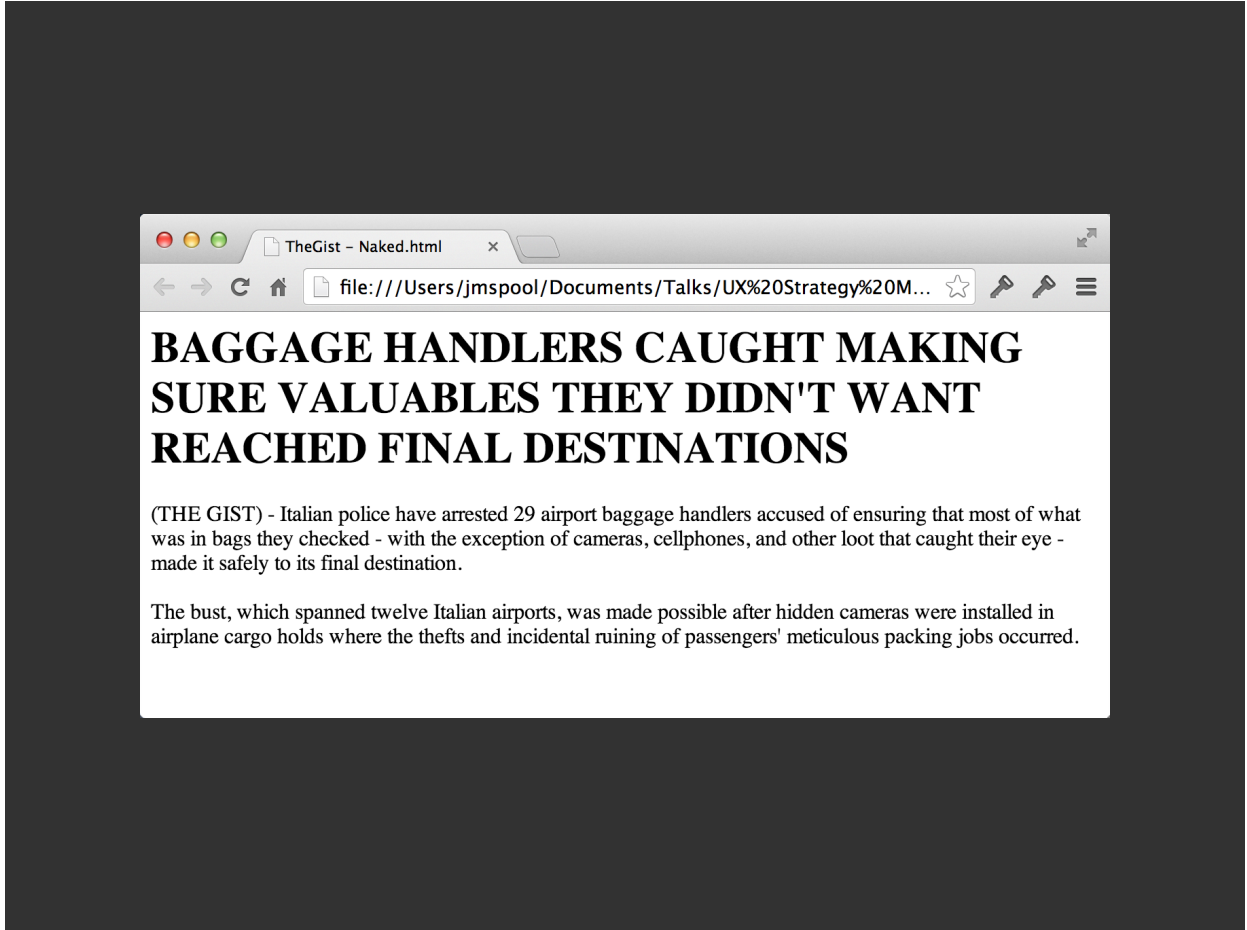 TheGist – Naked.html
file:///Users/jmspool/Documents/Talks/UX%20Strategy%20M...
BAGGAGE HANDLERS CAUGHT MAKING
SURE VALUABLES THEY DIDN'T WANT
REACHED FINAL DESTINATIONS
(THE GIST) - Italian police have arrested 29 airport baggage handlers accused of ensuring that most of what
was in bags they checked - with the exception of cameras, cellphones, and other loot that caught their eye -
made it safely to its final destination.
The bust, which spanned twelve Italian airports, was made possible after hidden cameras were installed in
airplane cargo holds where the thefts and incidental ruining of passengers' meticulous packing jobs occurred.